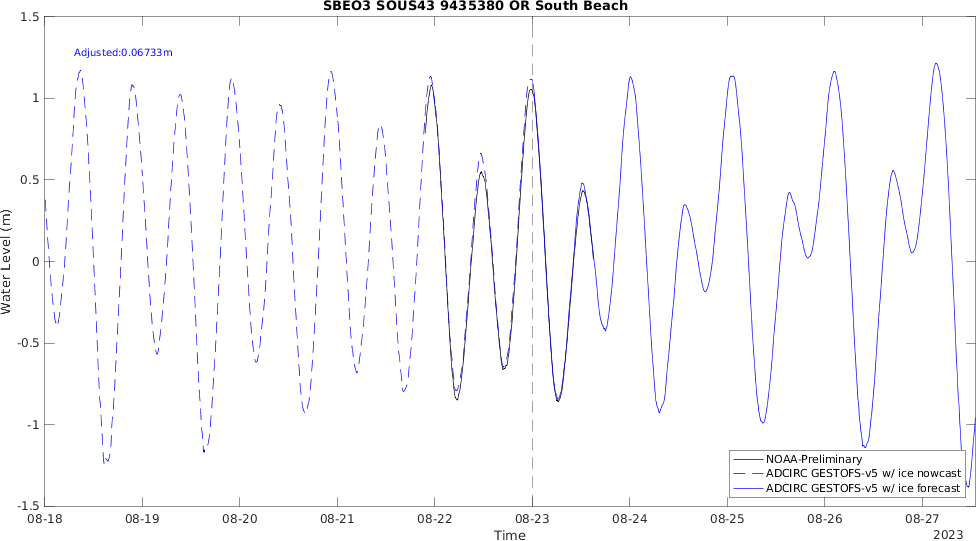 SBEO3 SOUS43 9435380 OR South Beach
Adjusted:0.06733m
Water Level (m)
1.5
1
0.5
0
-0.5
-1
-1.5
NOAA-Preliminary
ADCIRC GESTOFS-v5 w/ ice nowcast
ADCIRC GESTOFS-v5 w/ ice forecast
08-18 08-19 08-20 08-21 08-22 08-23 08-24 08-25 08-26 08-27
Time
2023